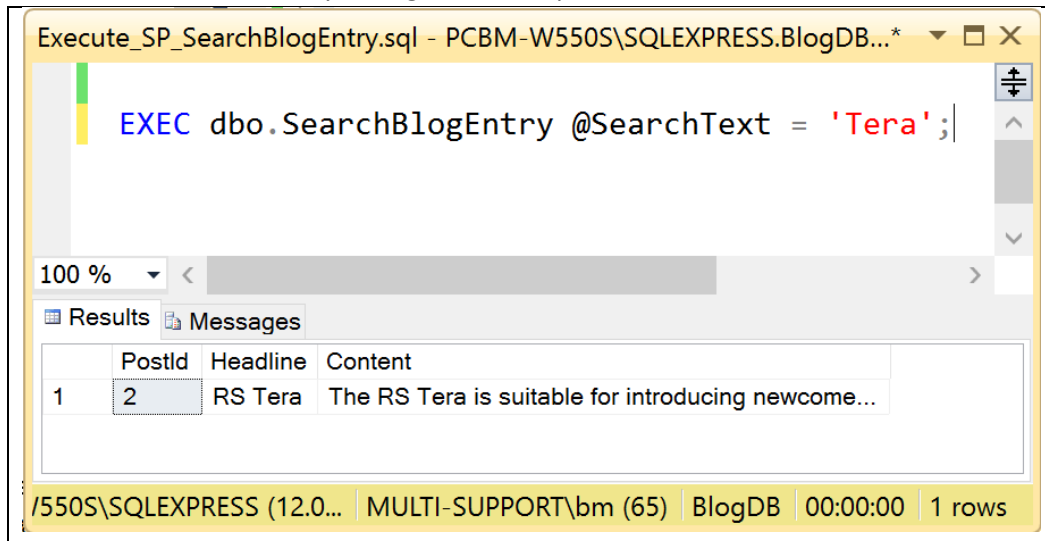 Execute_SP_SearchBlogEntry.sql - PCBM-W550S\SQLEXPRESS.BlogDB...*
EXEC dbo.SearchBlogEntry @SearchText = 'Tera';
100 %
Results Messages
PostId Headline Content
1 2 RS Tera The RS Tera is suitable for introducing newcome...
/550S\SQLEXPRESS (12.0... MULTI-SUPPORT\bm (65) BlogDB 00:00:00 1 rows